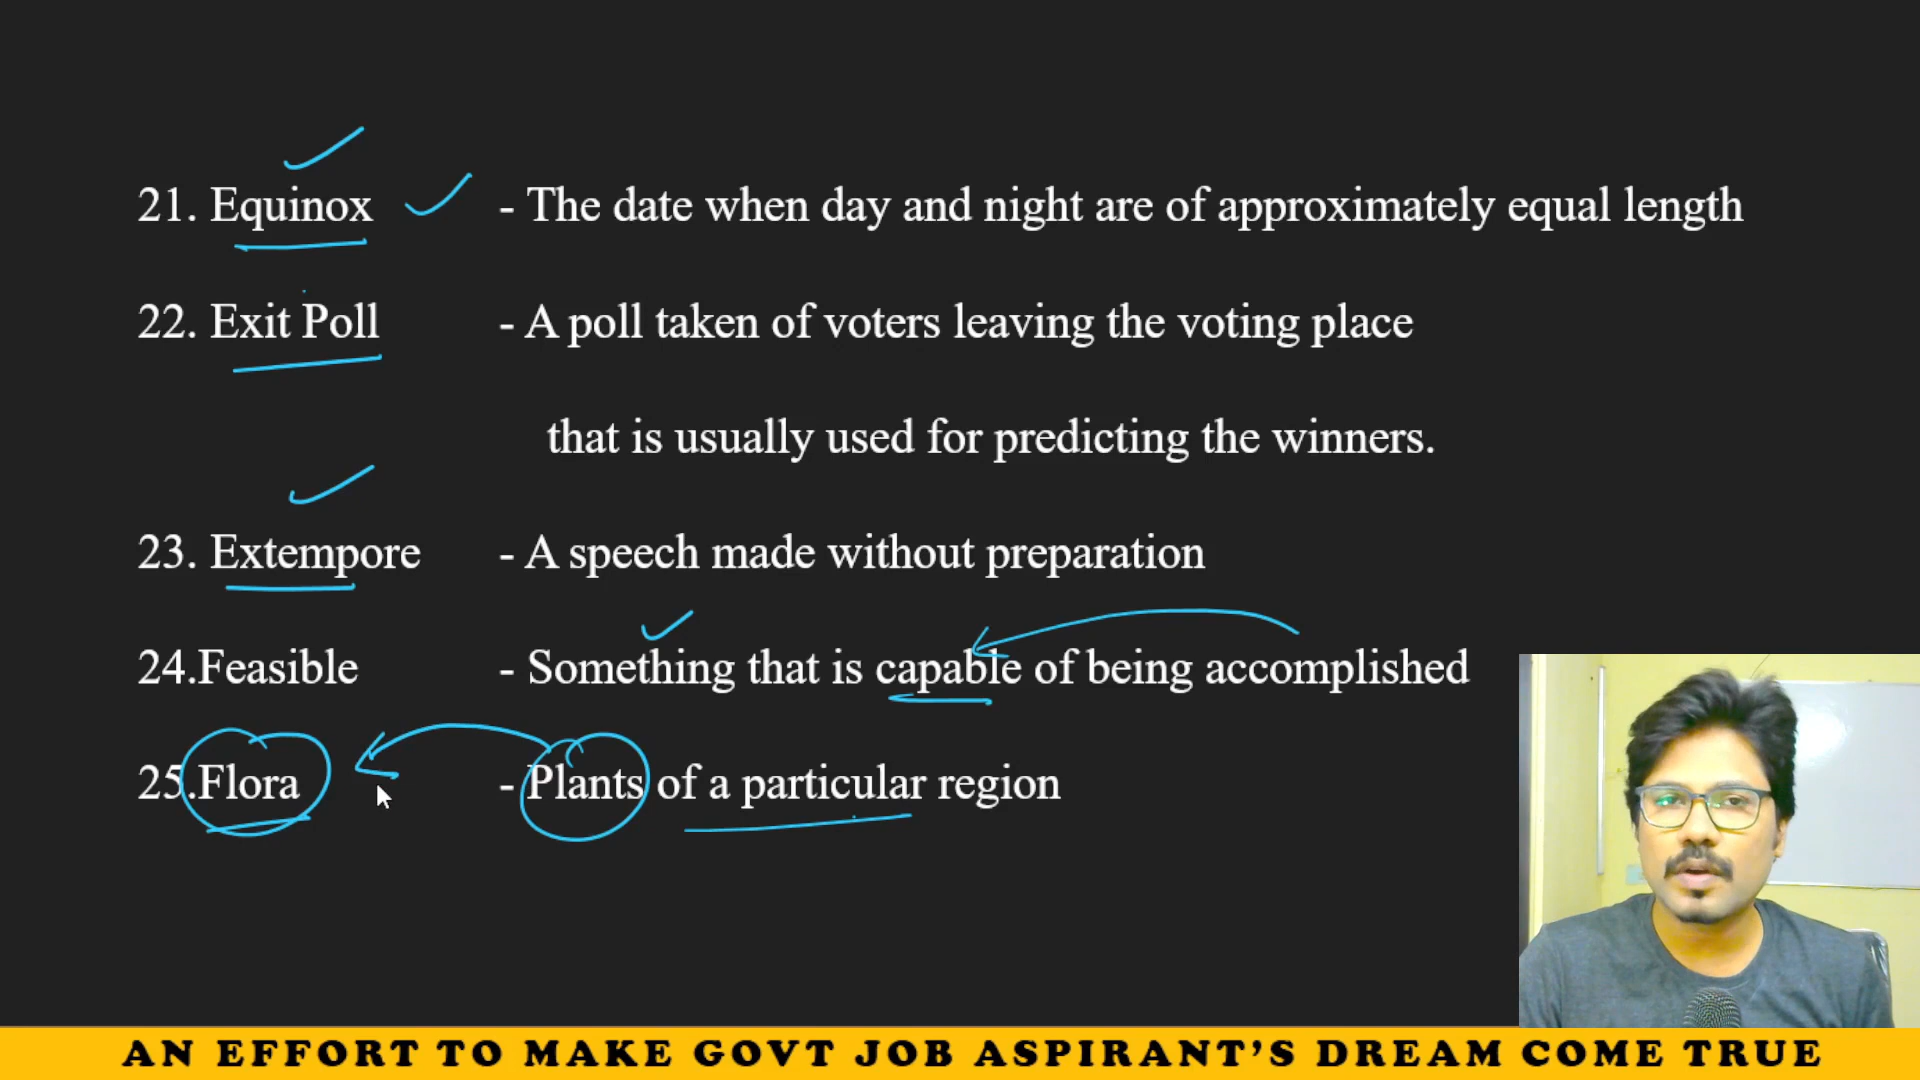 21. Equinox - The date when day and night are of approximately equal length
22. Exit Poll - A poll taken of voters leaving the voting place
that is usually used for predicting the winners.
23. Extempore - A speech made without preparation
24.Feasible - Something that is capable of being accomplished
25.Flora - Plants of a particular region
AN EFFORT TO MAKE GOVT JOB ASPIRANT'S DREAM COME TRUE